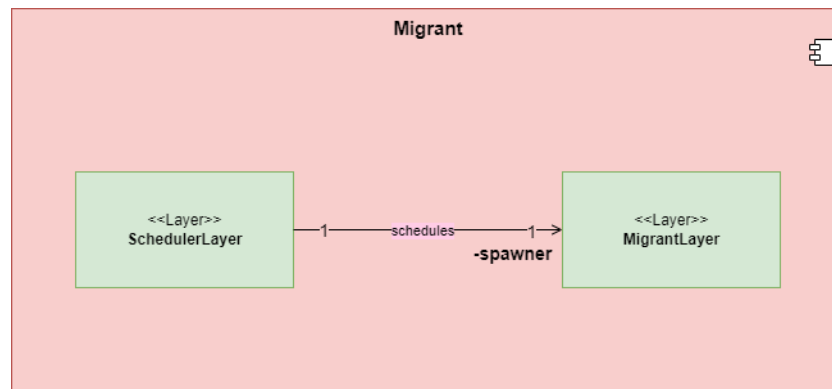 Migrant
<<Layer>>
SchedulerLayer
1
schedules
1
-spawner
<<Layer>>
MigrantLayer